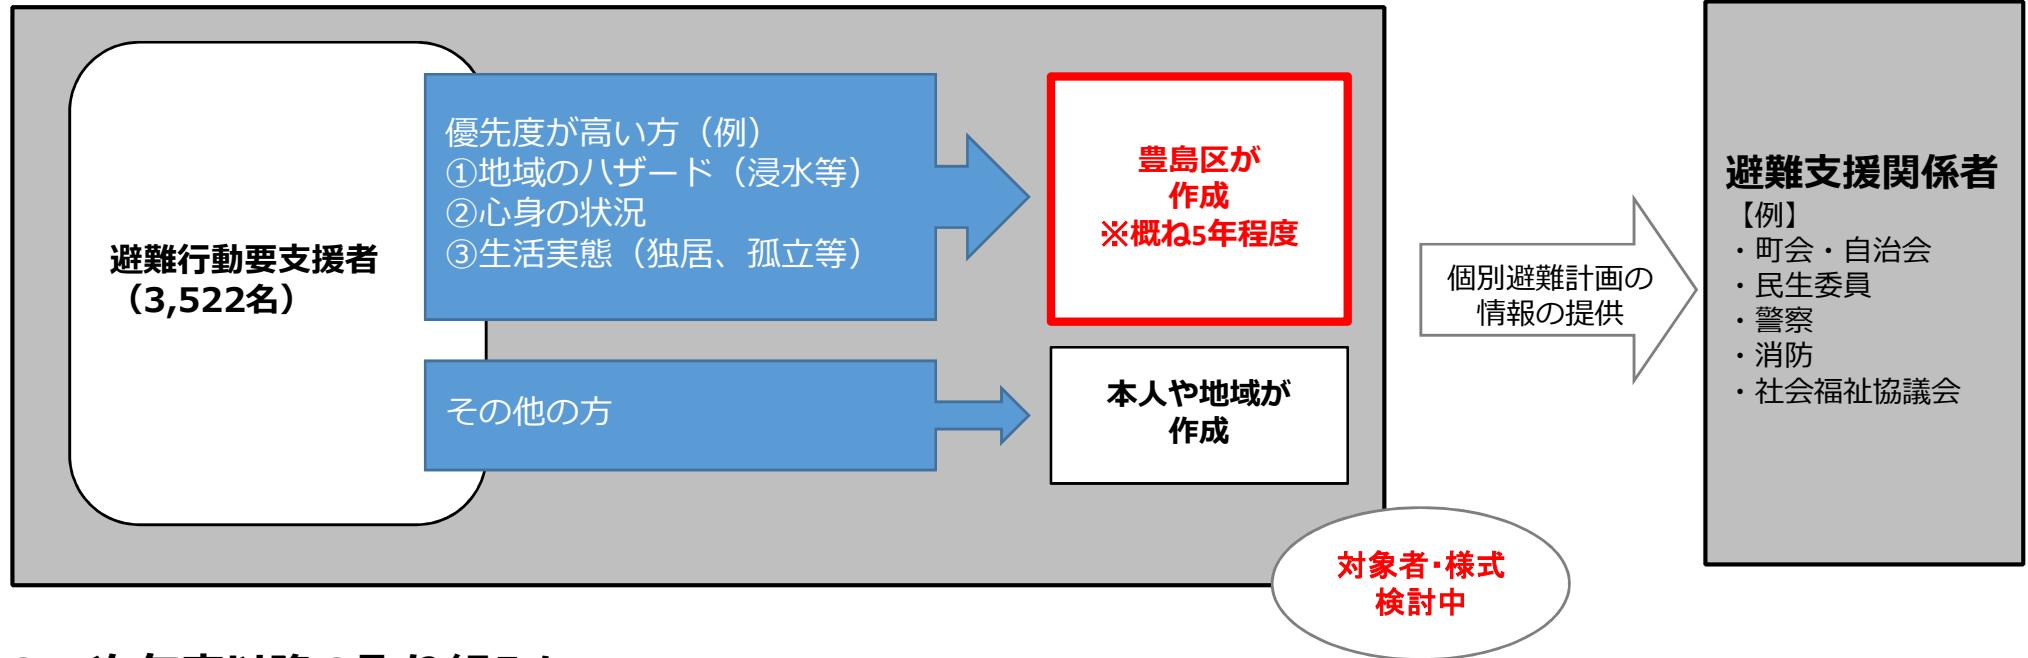 避難行動要支援者
（3,522名）
優先度が高い方（例）
①地域のハザード（浸水等）
②心身の状況
③生活実態（独居、孤立等）
その他の方
豊島区が
作成
※概ね5年程度
本人や地域が
作成
個別避難計画の
情報の提供
避難支援関係者
【例】
・町会・自治会
・民生委員
・警察
・消防
・社会福祉協議会
対象者・様式
検討中